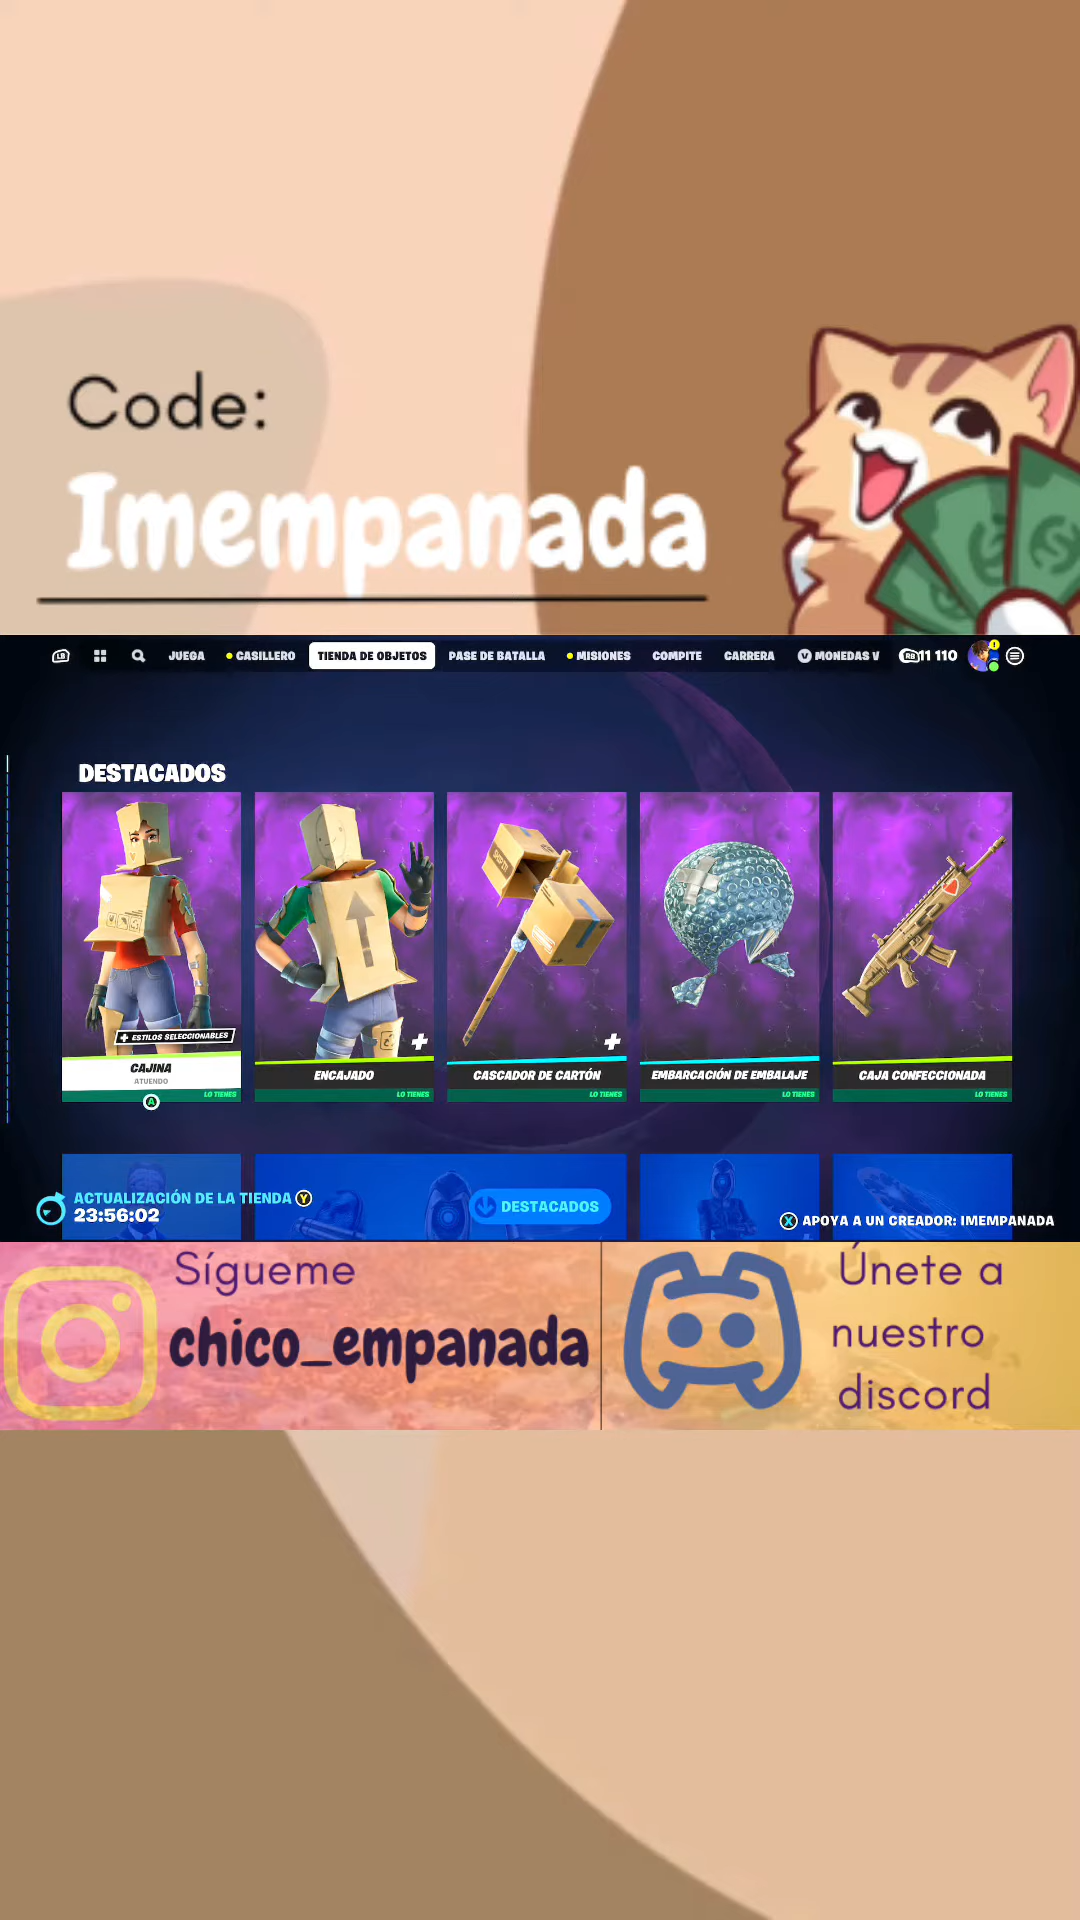 Code:
Imempanada
LB
JUEGA
CASILLERO
TIENDA DE OBJETOS
PASE DE BATALLA
MISIONES
COMPITE
CARRERA
V MONEDAS V
RB
11 110
DESTACADOS
+ ESTILOS SELECCIONABLES
CAJINA
ATUENDO
LO TIENES
A
ENCAJADO
LO TIENES
CASCADOR DE CARTÓN
LO TIENES
EMBARCACIÓN DE EMBALAJE
LO TIENES
CAJA CONFECCIONADA
LO TIENES
ACTUALIZACIÓN DE LA TIENDA Y
23:56:02
DESTACADOS
X APOYA A UN CREADOR: IMEMPANADA
Sígueme
chico_empanada
Únete a
nuestro
discord